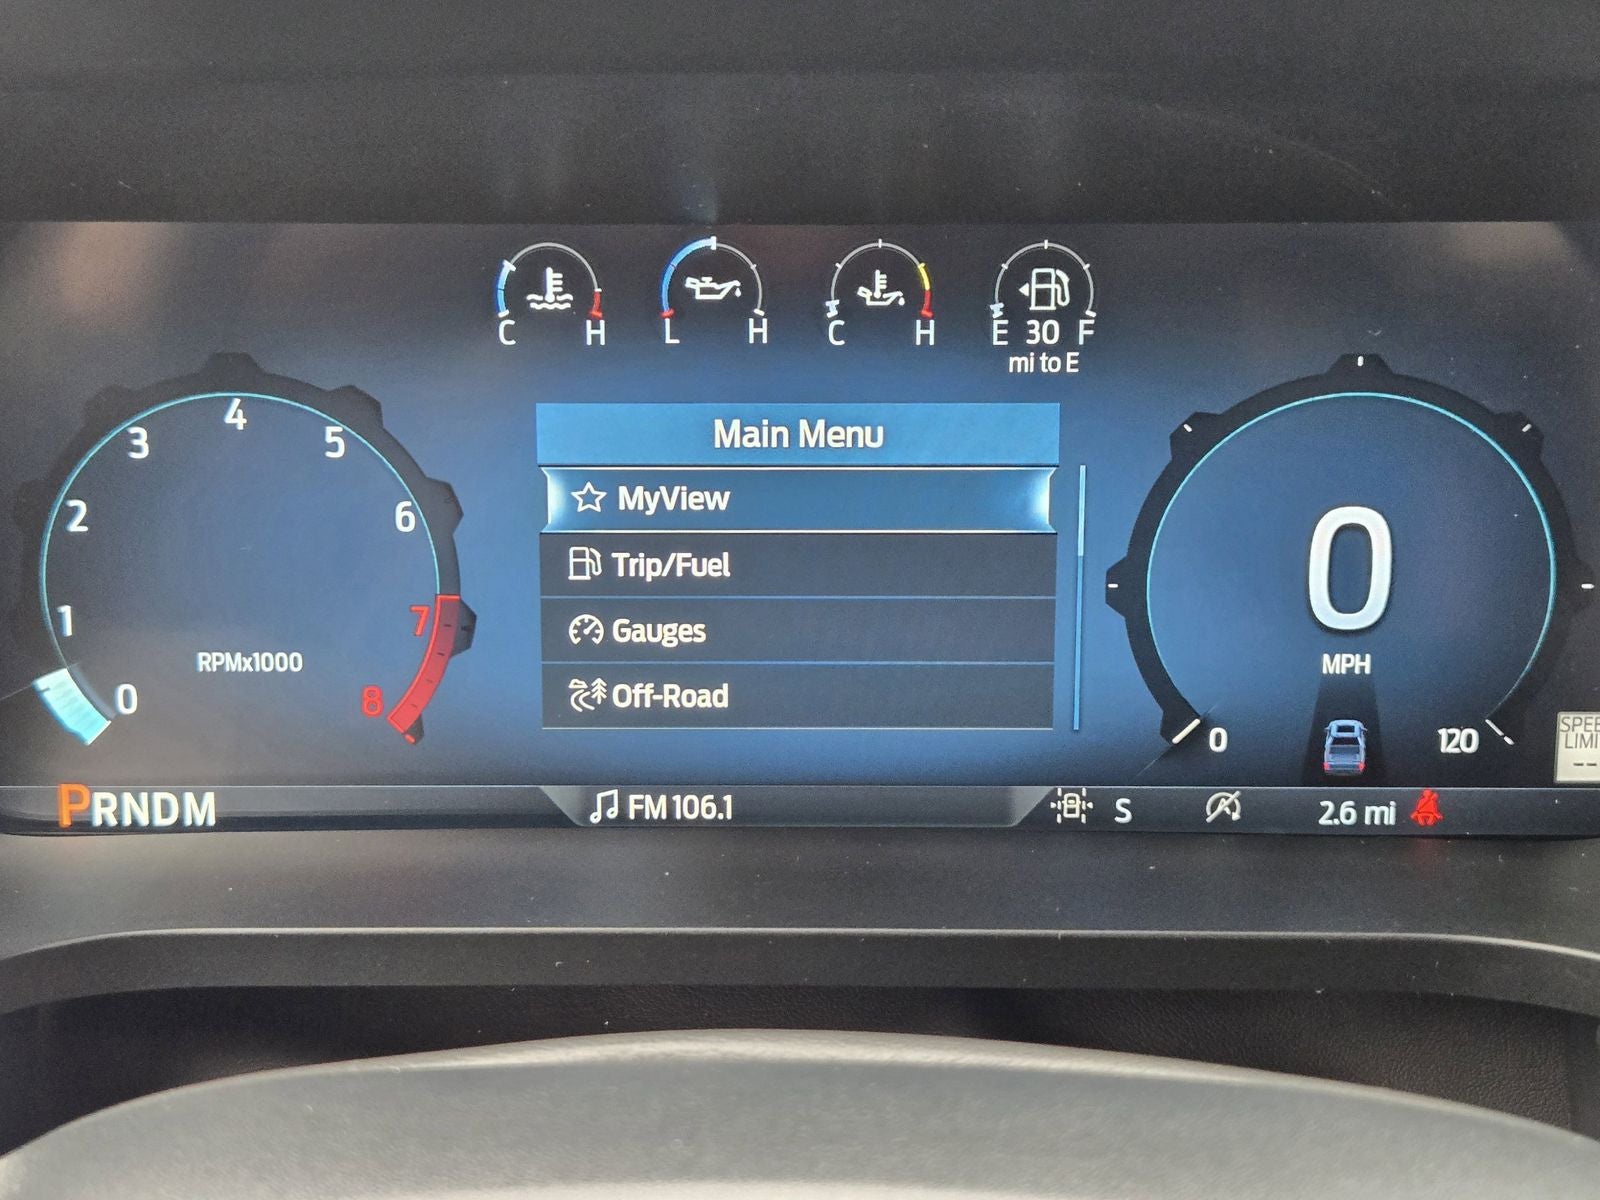 C H
L H
C H
E 30 F
mi to E
0
1
2
3
4
5
6
7
8
RPMx1000
Main Menu
MyView
Trip/Fuel
Gauges
Off-Road
0
MPH
0
120
PRNDM
FM 106.1
S
2.6 mi
LIMI
--